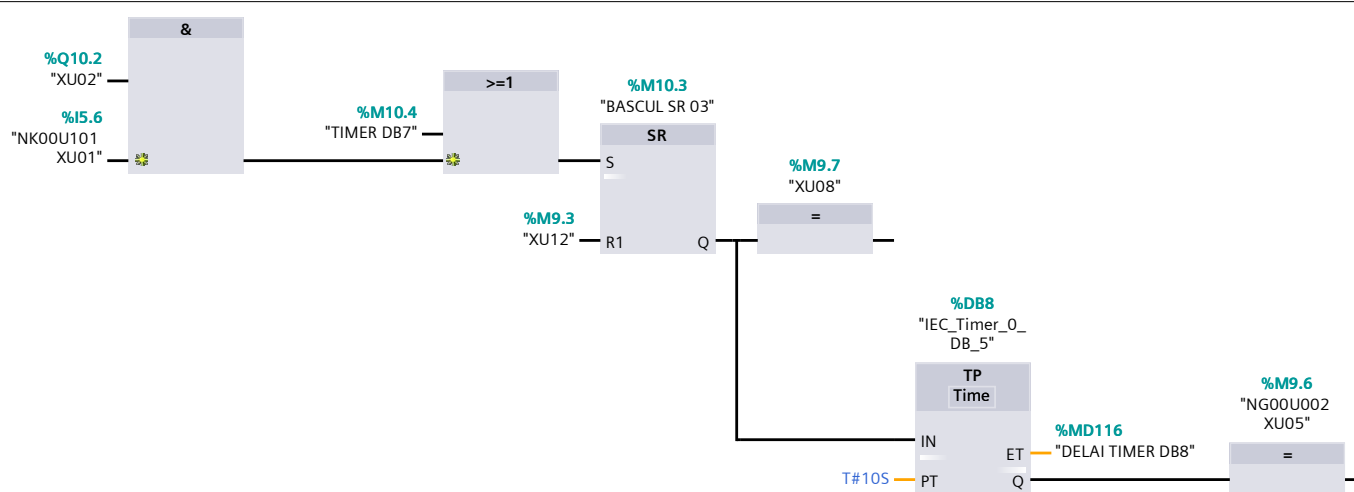 &
%Q10.2
"XU02"
%I5.6
"NK00U101
XU01"
>=1
%M10.4
"TIMER DB7"
%M10.3
"BASCUL SR 03"
SR
S
%M9.3
"XU12"
R1
Q
%M9.7
"XU08"
=
%DB8
"IEC_Timer_0_
DB_5"
TP
Time
IN
ET
%MD116
"DELAI TIMER DB8"
T#10S
PT
Q
%M9.6
"NG00U002
XU05"
=